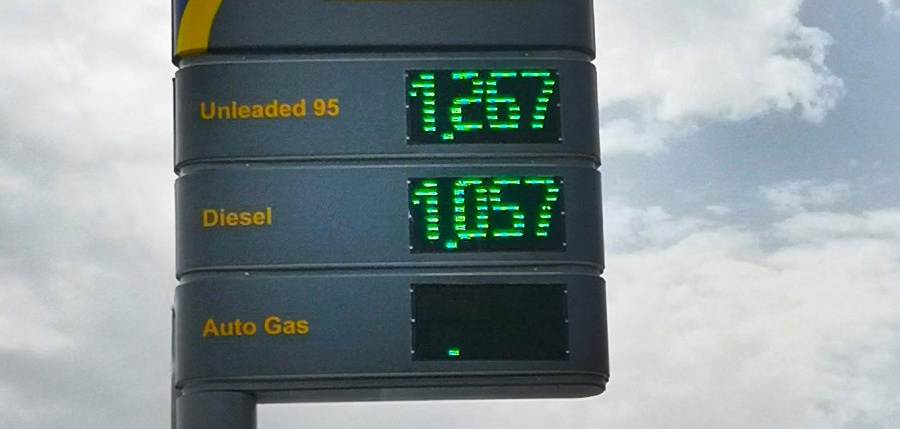 Unleaded 95 1,267
Diesel 1,057
Auto Gas